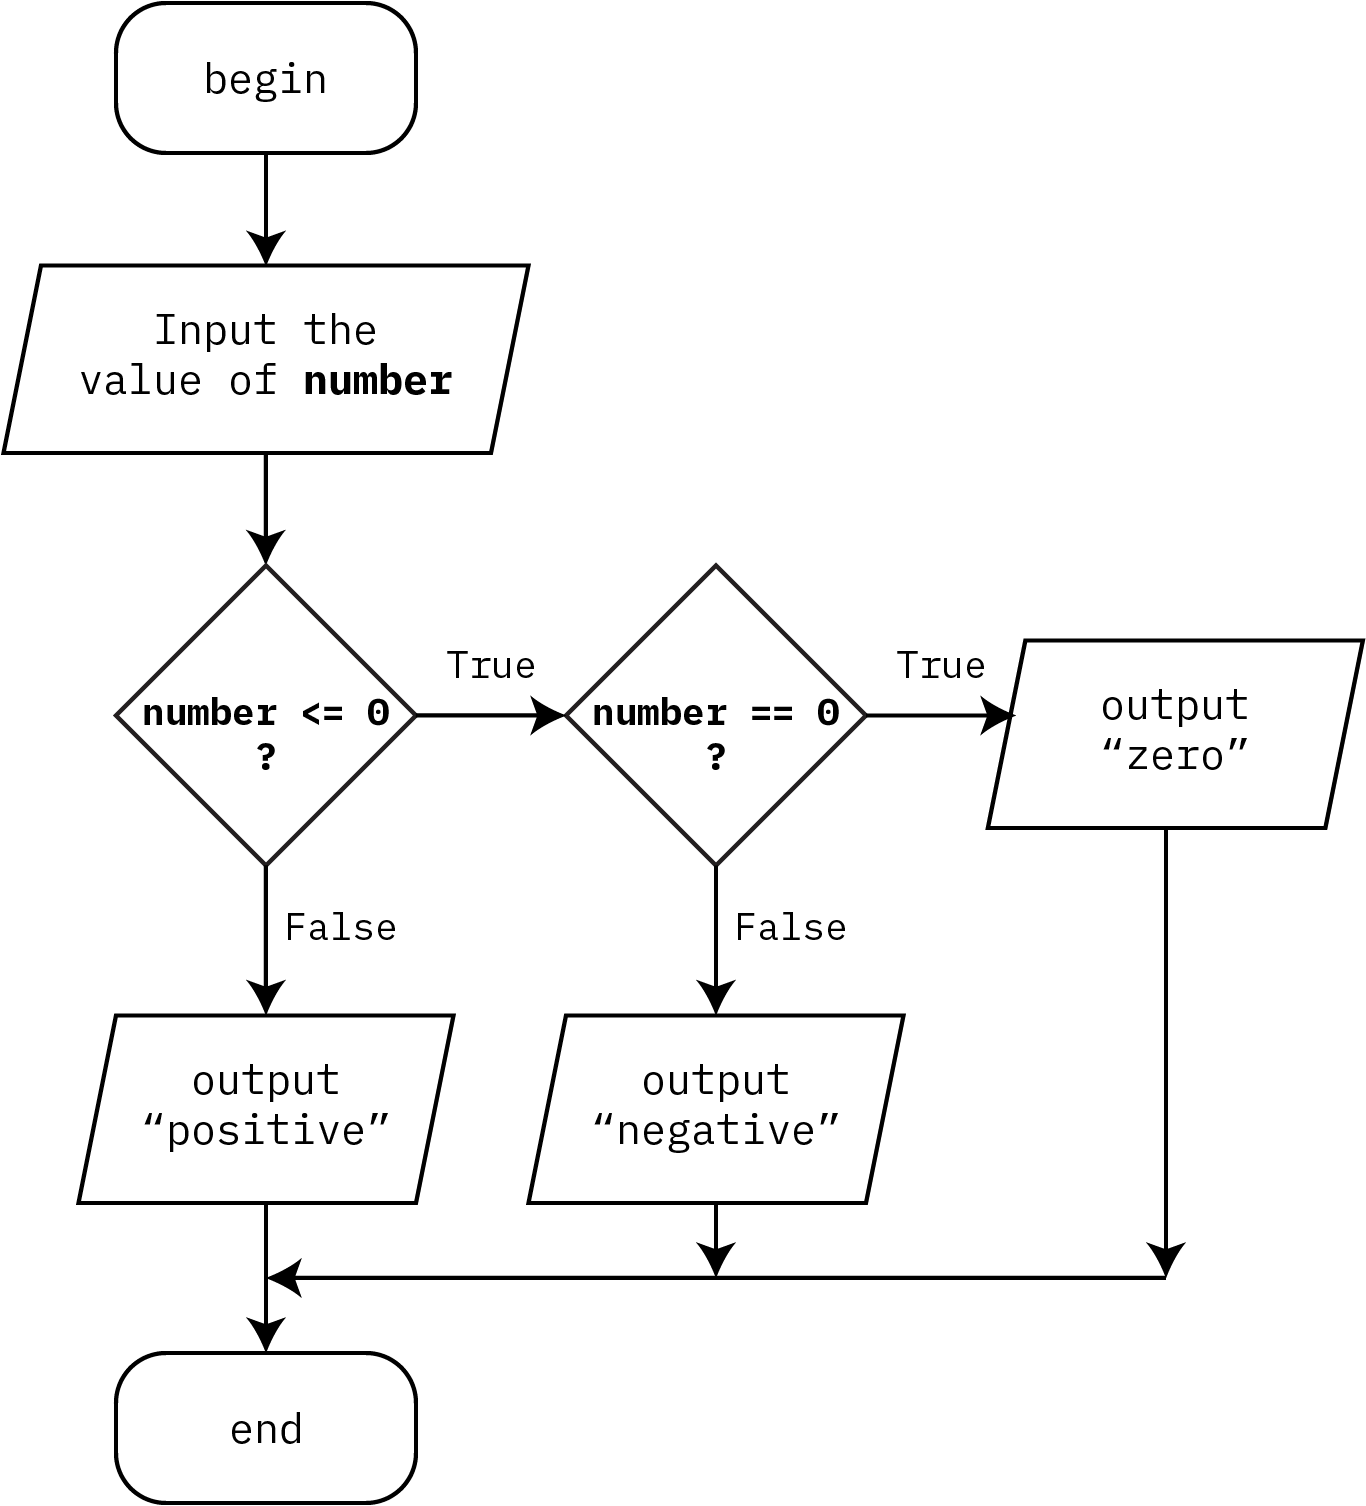 begin
Input the
value of number
True
True
number <= 0
?
number == 0
?
output
“zero”
False
False
output
“positive”
output
“negative”
end